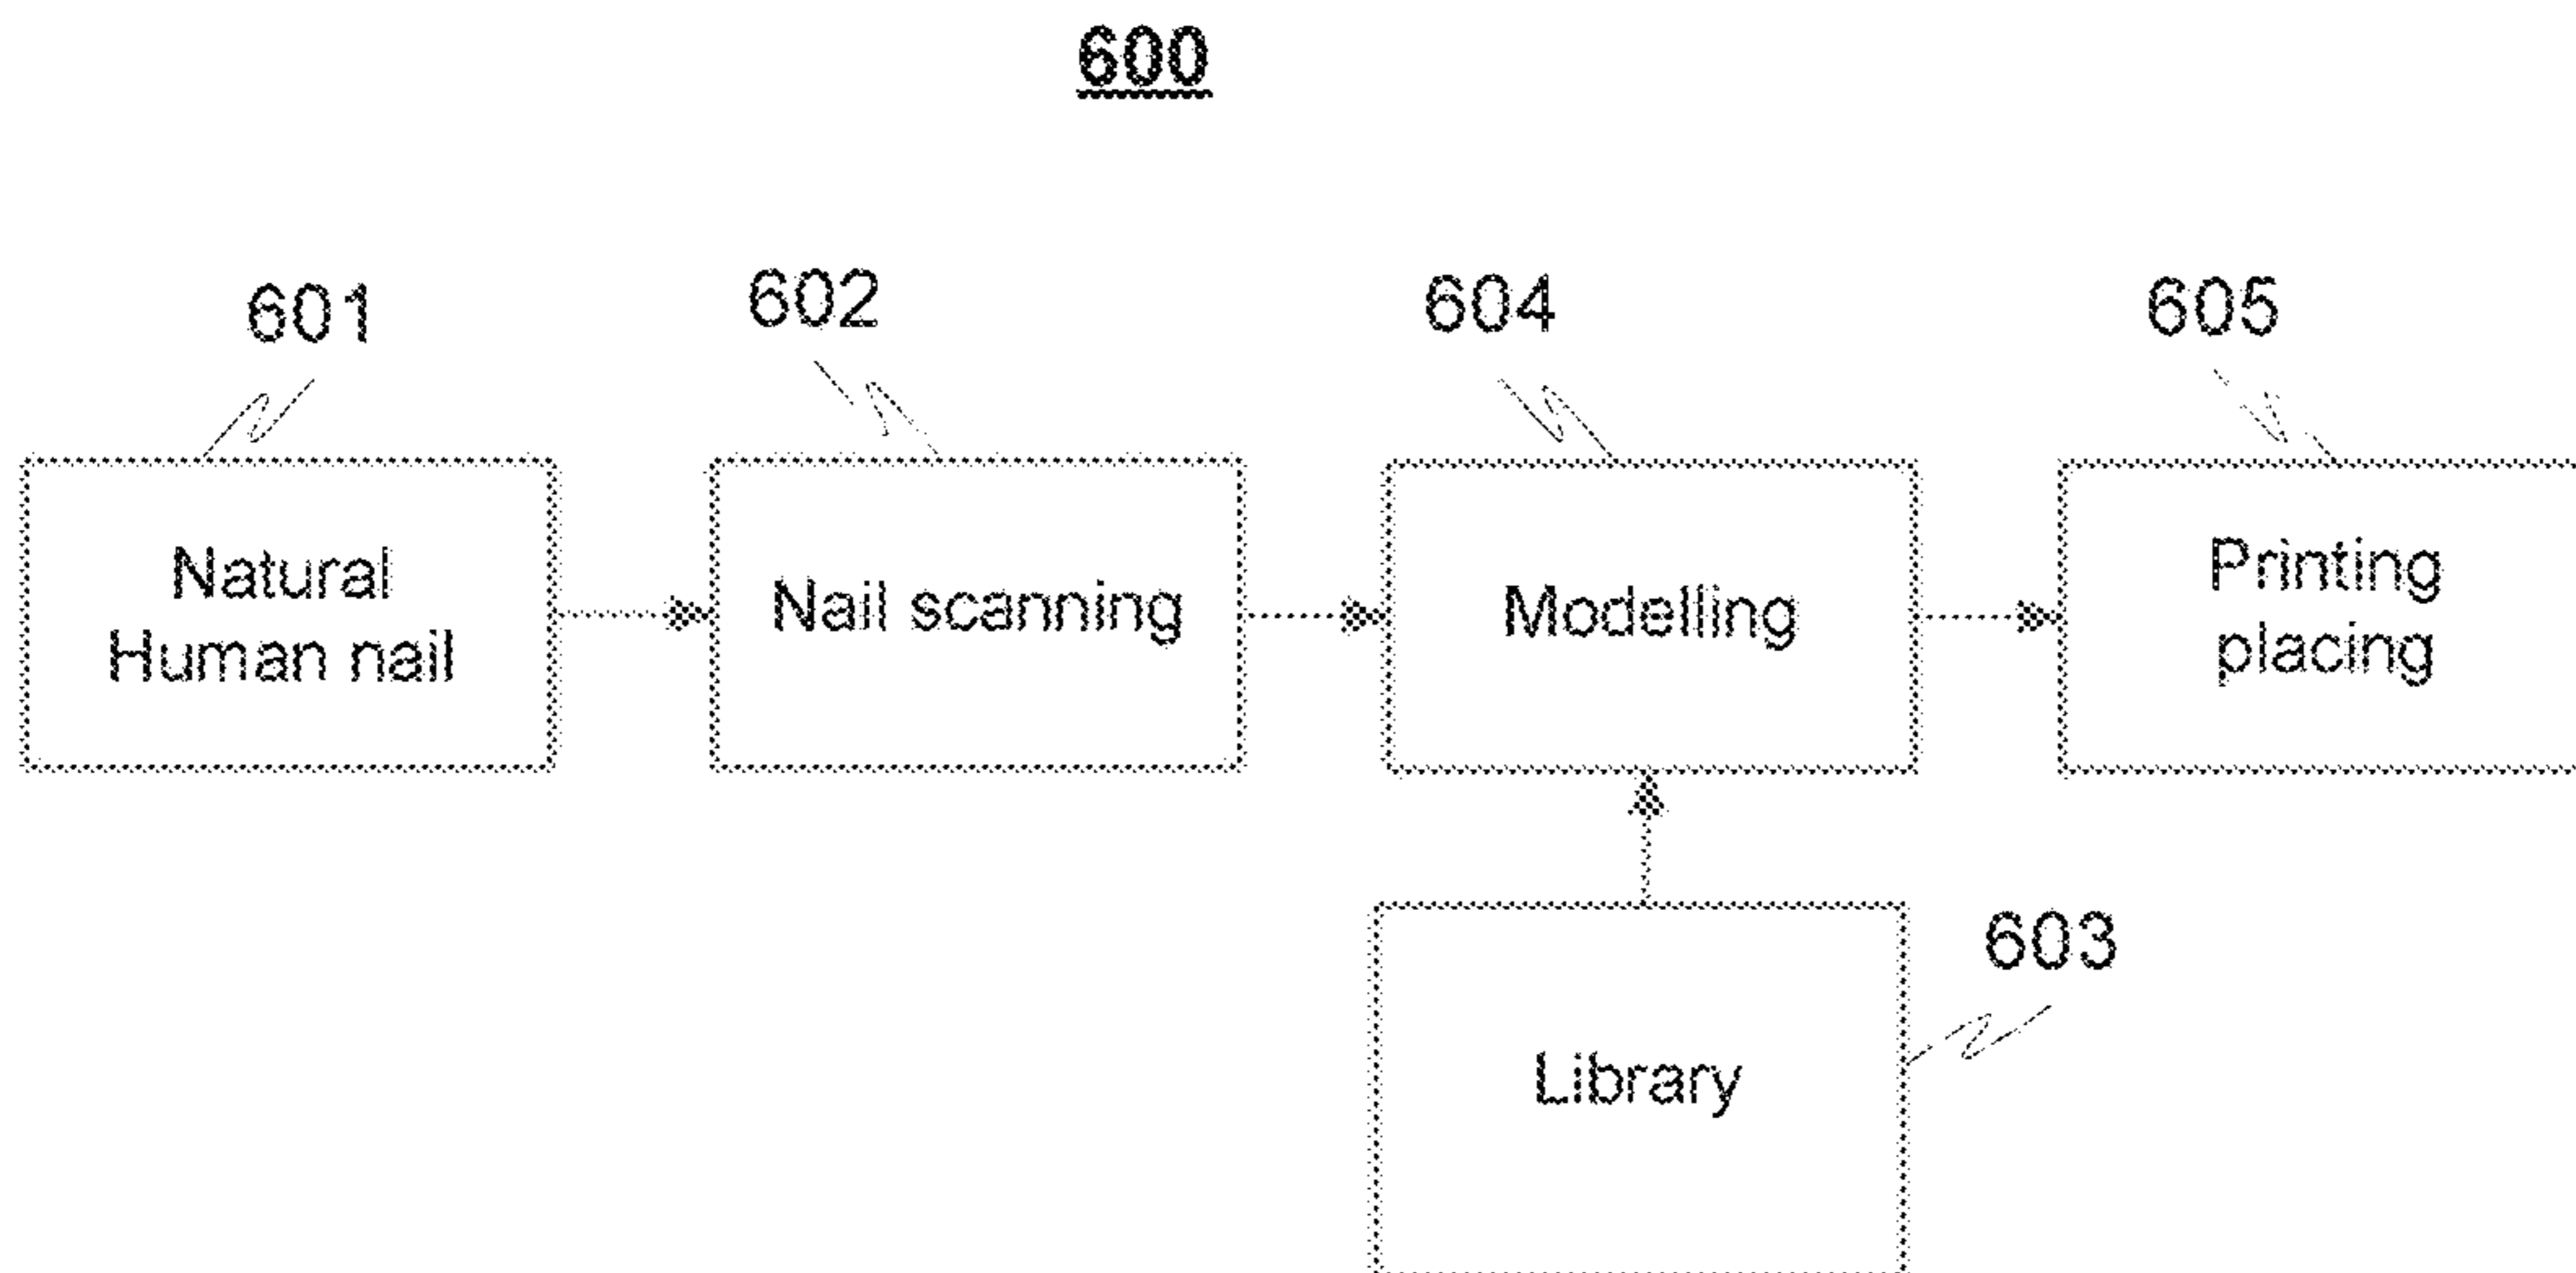 600
601
602
604
605
Natural
Human nail
Nail scanning
Modelling
Printing
placing
603
Library